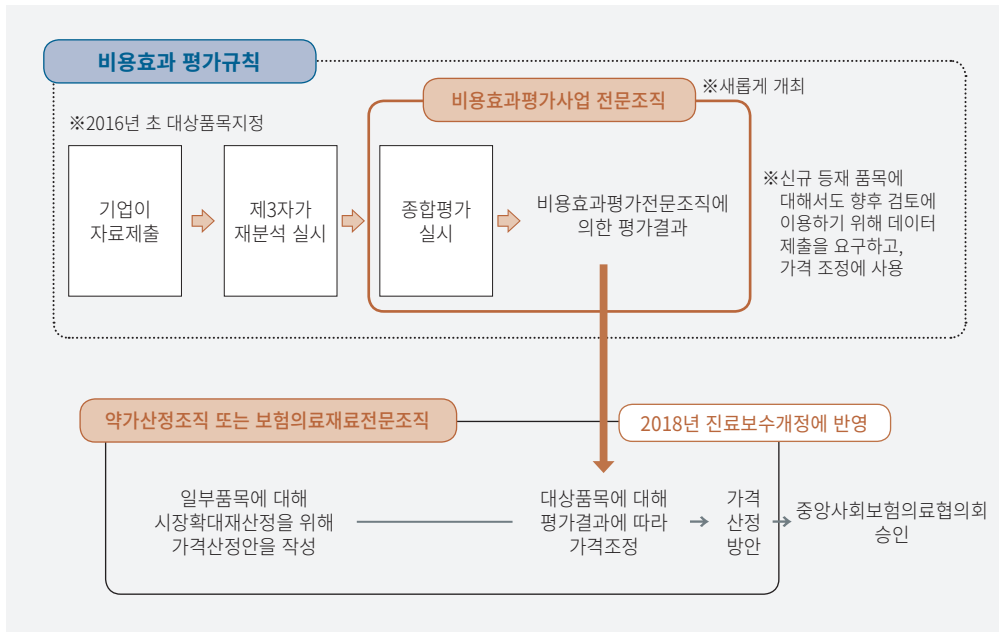 비용효과 평가규칙
비용효과평가사업 전문조직
※새롭게 개최
※2016년 초 대상품목지정
기업이
자료제출
제3자가
재분석 실시
종합평가
실시
비용효과평가전문조직에
의한 평가결과
※신규 등재 품목에
대해서도 향후 검토에
이용하기 위해 데이터
제출을 요구하고,
가격 조정에 사용
약가산정조직 또는 보험의료재료전문조직
2018년 진료보수개정에 반영
일부품목에 대해
시장확대재산정을 위해
가격산정안을 작성
대상품목에 대해
평가결과에 따라
가격조정
가격
산정
방안
중앙사회보험의료협의회
승인